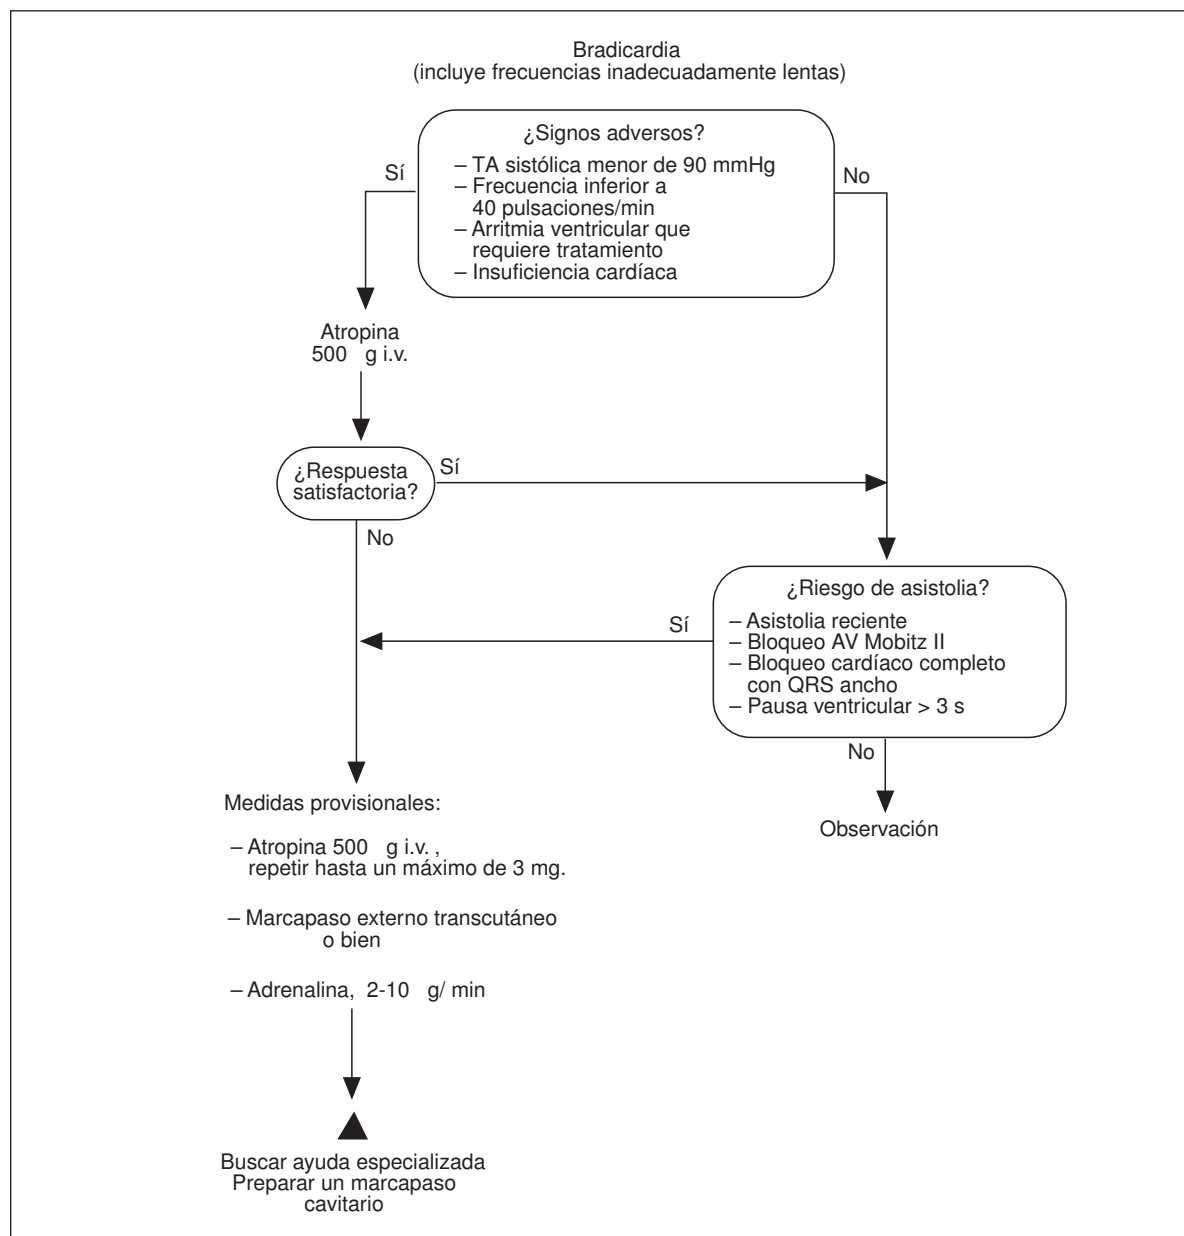 Bradicardia
(incluye frecuencias inadecuadamente lentas)
¿Signos adversos?
– TA sistólica menor de 90 mmHg
– Frecuencia inferior a
40 pulsaciones/min
– Arritmia ventricular que
requiere tratamiento
– Insuficiencia cardíaca
Sí
No
Atropina
500 g i.v.
¿Respuesta
satisfactoria?
Sí
No
¿Riesgo de asistolia?
– Asistolia reciente
– Bloqueo AV Mobitz II
– Bloqueo cardíaco completo
con QRS ancho
– Pausa ventricular > 3 s
Sí
No
Observación
Medidas provisionales:
– Atropina 500 g i.v. ,
repetir hasta un máximo de 3 mg.
– Marcapaso externo transcutáneo
o bien
– Adrenalina, 2-10 g/ min
Buscar ayuda especializada
Preparar un marcapaso
cavitario